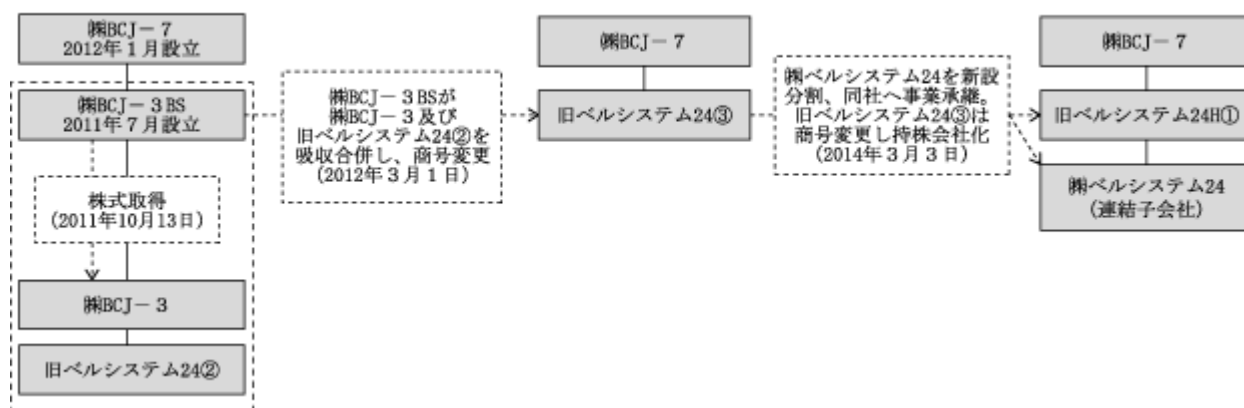 ㈱BCJ－7
2012年1月設立
㈱BCJ－3BS
2011年7月設立
株式取得
(2011年10月13日)
㈱BCJ－3
旧ベルシステム24②
㈱BCJ－3BSが
㈱BCJ－3及び
旧ベルシステム24②を
吸収合併し、商号変更
(2012年3月1日)
㈱BCJ－7
旧ベルシステム24③
㈱ベルシステム24を新設
分割、同社へ事業承継。
旧ベルシステム24③は
商号変更し持株会社化
(2014年3月3日)
㈱BCJ－7
旧ベルシステム24H①
㈱ベルシステム24
(連結子会社)